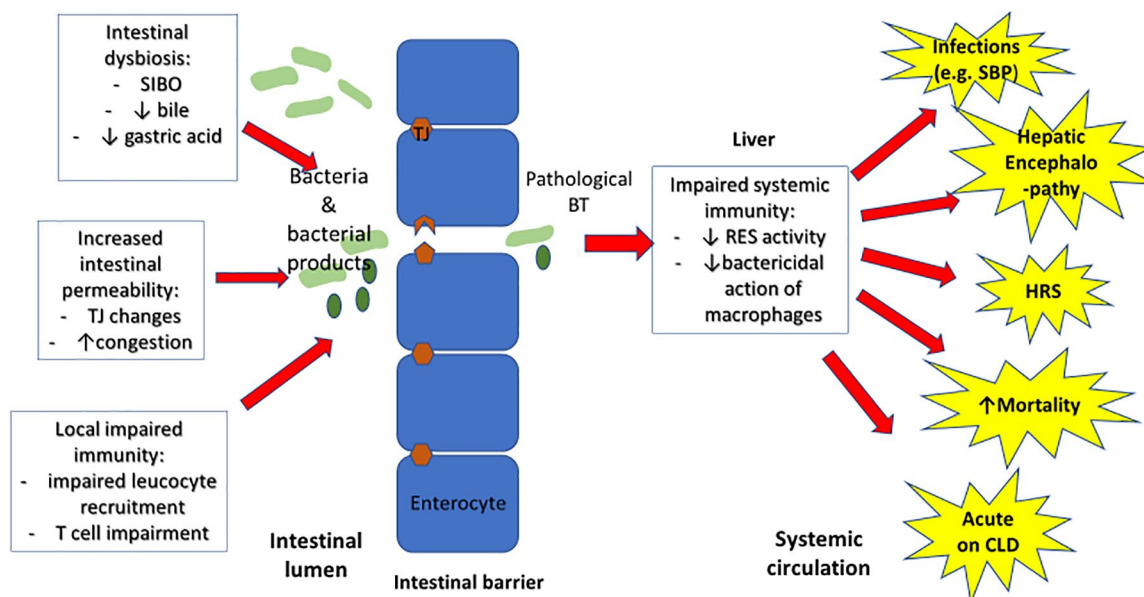 Intestinal
dysbiosis:
- SIBO
- ↓ bile
- ↓ gastric acid
Increased
intestinal
permeability:
- TJ changes
- ↑congestion
Local impaired
immunity:
- impaired leucocyte
recruitment
- T cell impairment
Bacteria
&
bacterial
products
Intestinal
lumen
TJ
Enterocyte
Intestinal barrier
Pathological
BT
Liver
Impaired systemic
immunity:
- ↓ RES activity
- ↓bactericidal
action of
macrophages
Systemic
circulation
Infections
(e.g. SBP)
Hepatic
Encephalo
-pathy
HRS
↑Mortality
Acute
on CLD